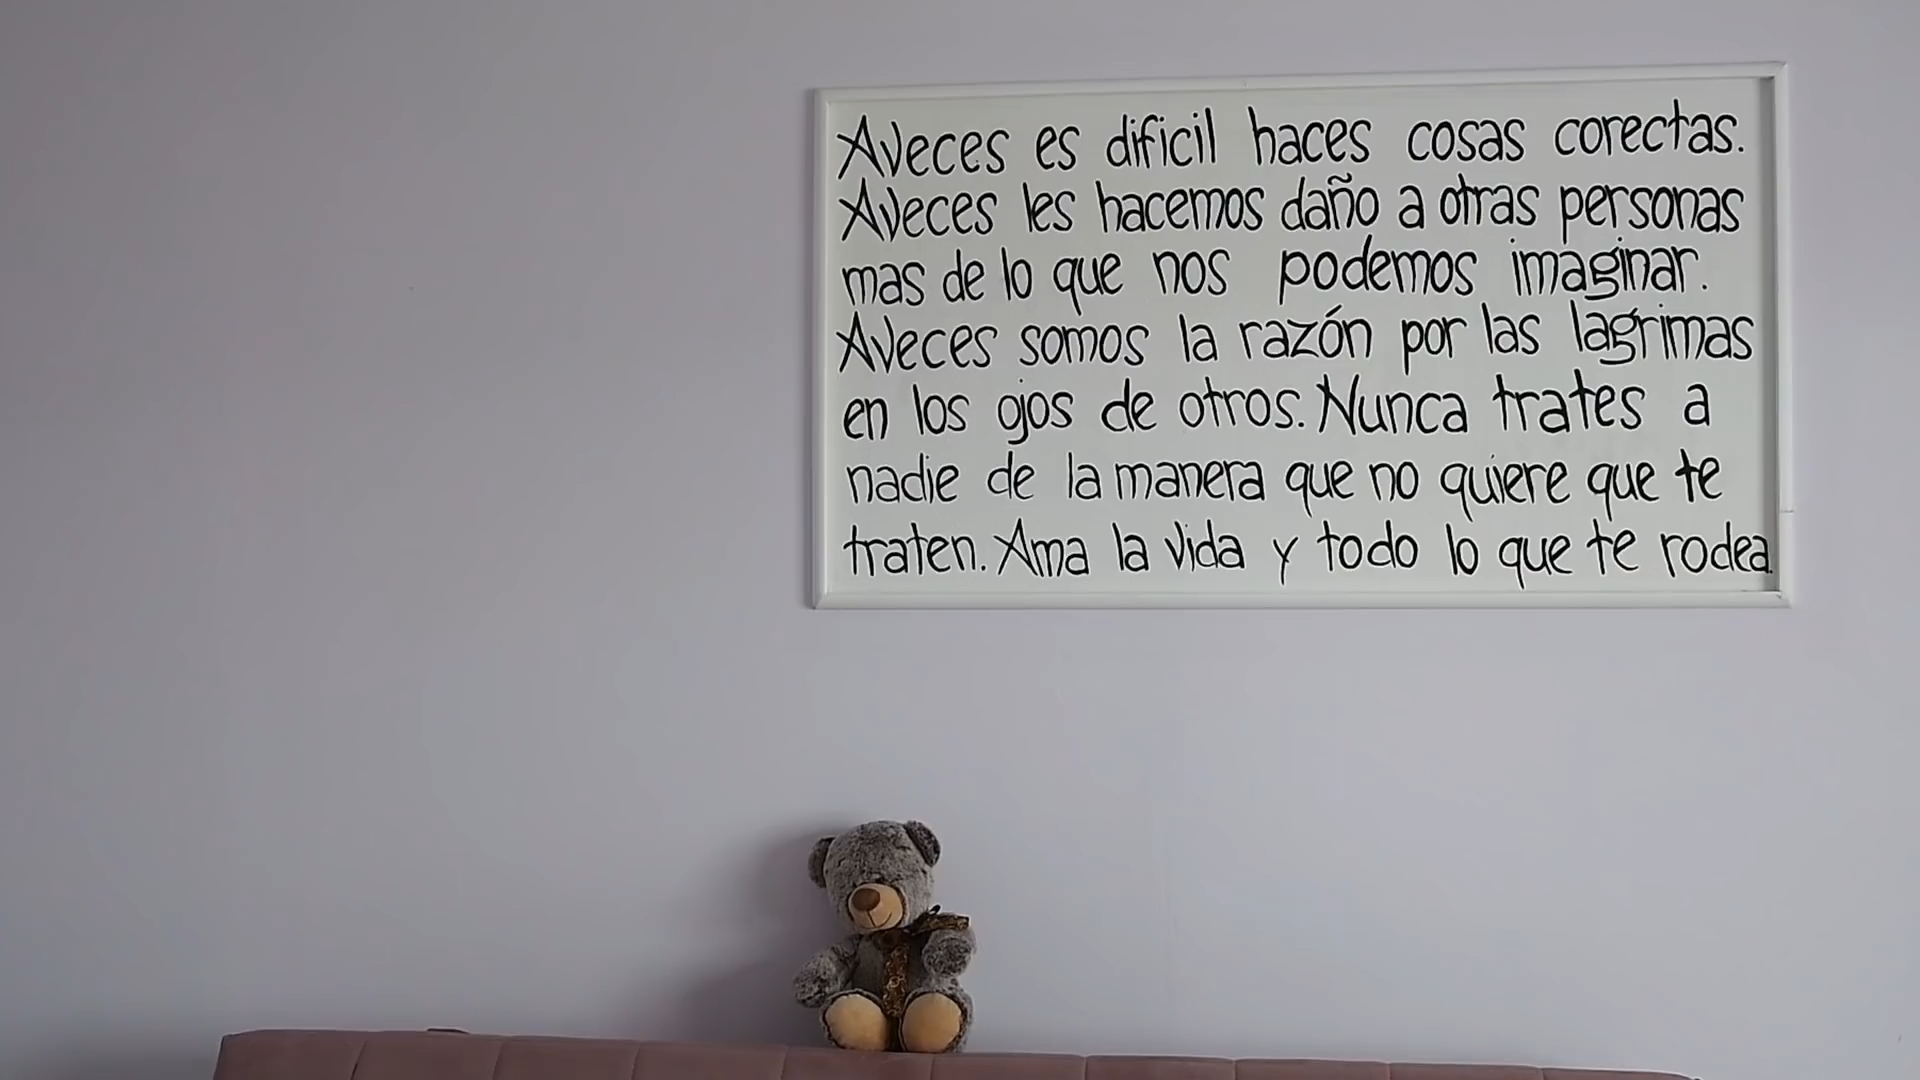 Aveces es dificil haces cosas corectas.
Aveces les hacemos daño a otras personas
mas de lo que nos podemos imaginar.
Aveces somos la razón por las lagrimas
en los ojos de otros. Nunca trates a
nadie de la manera que no quiere que te
traten. Ama la vida y todo lo que te rodea.